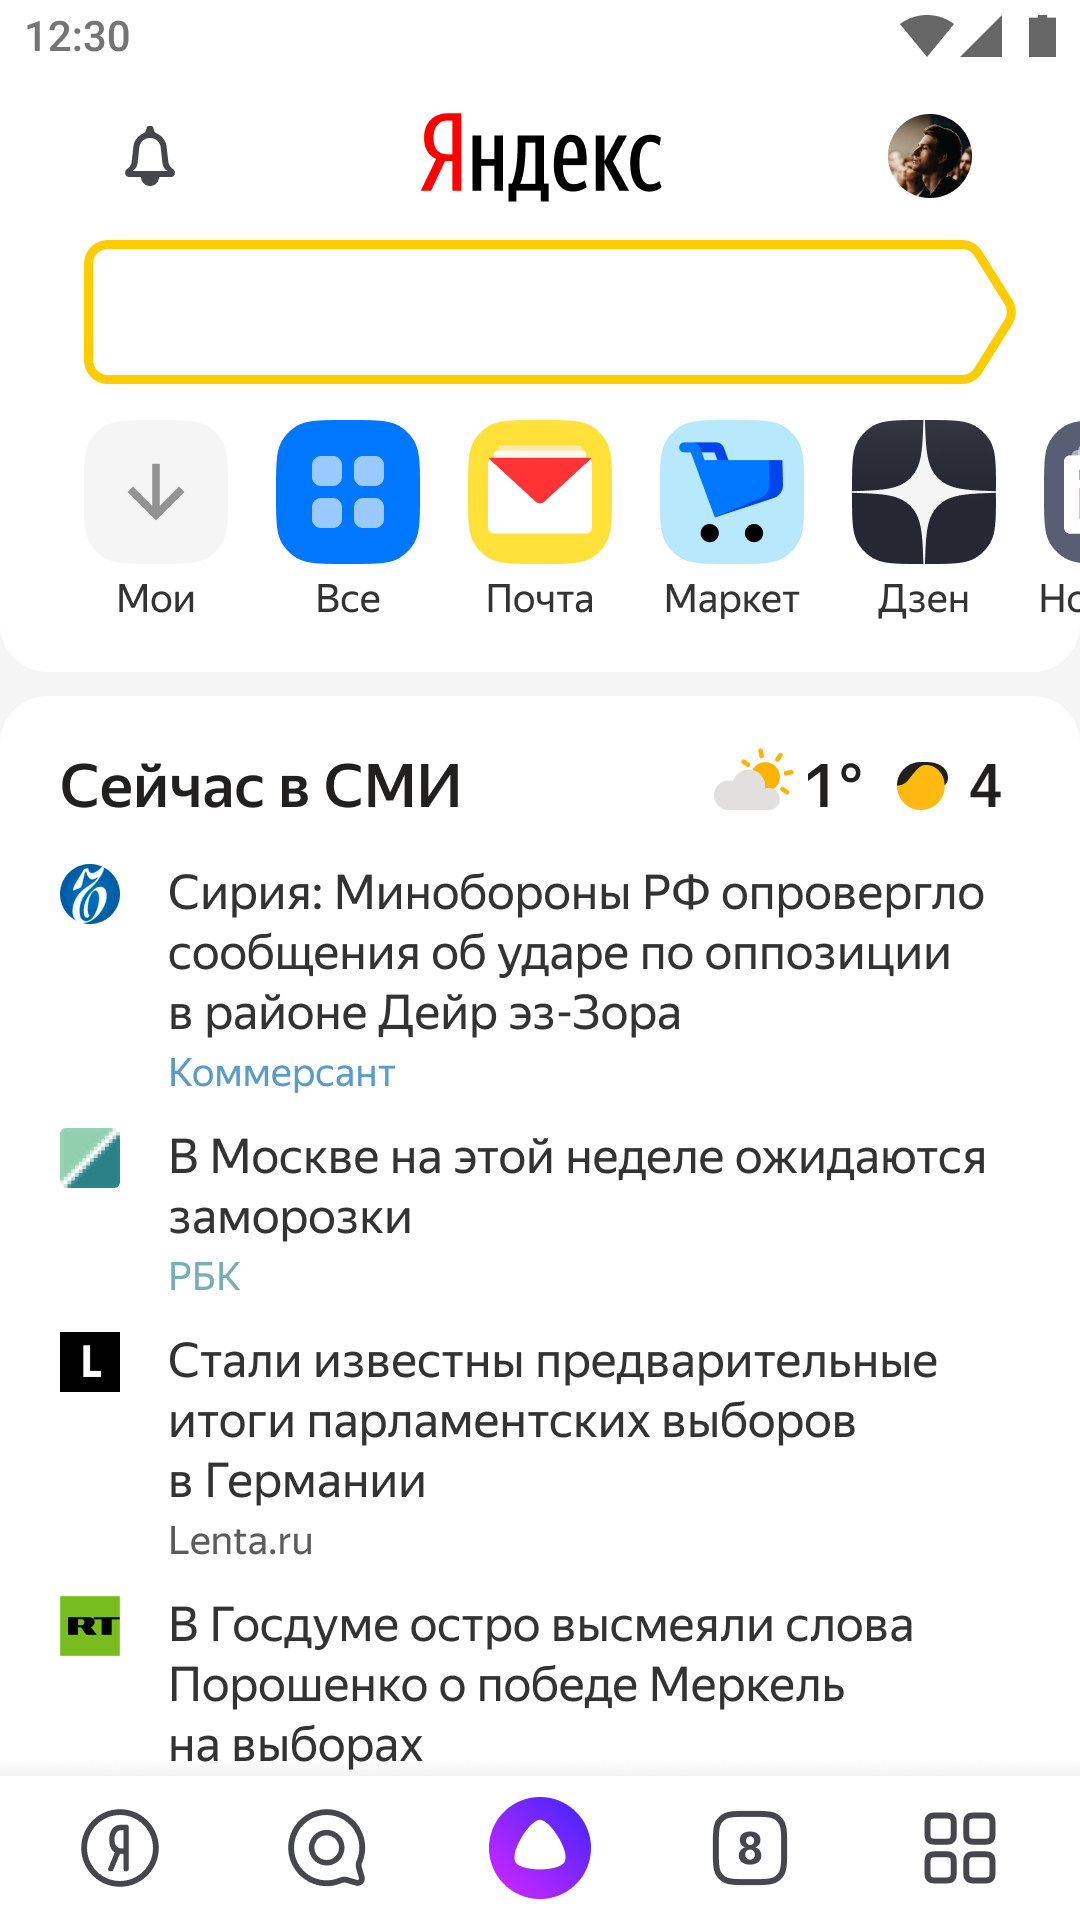 12:30
Яндекс
Мои
Все
Почта
Маркет
Дзен
Но
Сейчас в СМИ
1°
4
Сирия: Минобороны РФ опровергло
сообщения об ударе по оппозиции
в районе Дейр эз-Зора
Коммерсант
В Москве на этой неделе ожидаются
заморозки
РБК
L
Стали известны предварительные
итоги парламентских выборов
в Германии
Lenta.ru
RT
В Госдуме остро высмеяли слова
Порошенко о победе Меркель
на выборах
Я
8